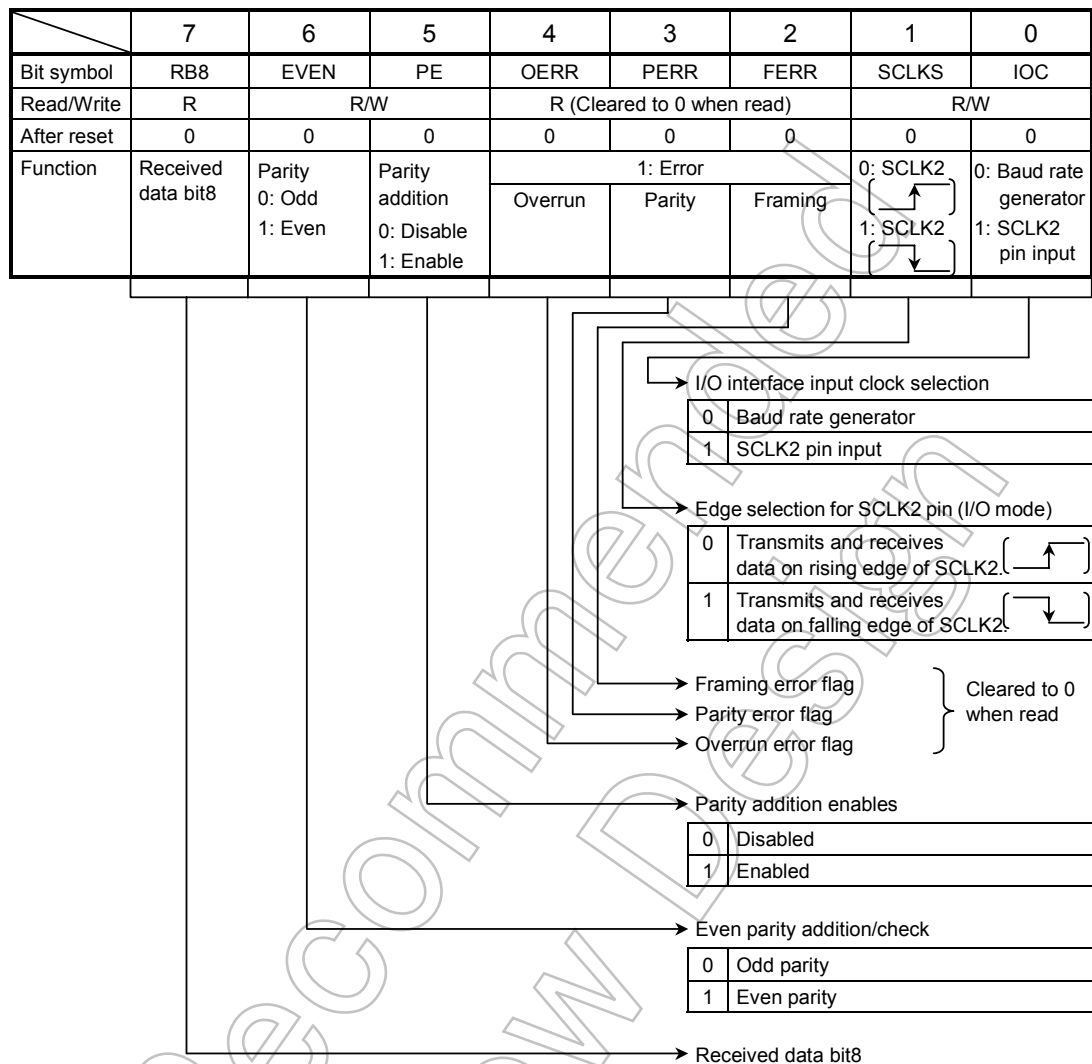 7 6 5 4 3 2 1 0
Bit symbol RB8 EVEN PE OERR PERR FERR SCLKS IOC
Read/Write R R/W R (Cleared to 0 when read) R/W
After reset 0 0 0 0 0 0 0 0
Function
Received
data bit8
Parity
0: Odd
1: Even
Parity
addition
0: Disable
1: Enable
1: Error
Overrun Parity Framing
0: SCLK2
1: SCLK2
0: Baud rate
generator
1: SCLK2
pin input
I/O interface input clock selection
0 Baud rate generator
1 SCLK2 pin input
Edge selection for SCLK2 pin (I/O mode)
0 Transmits and receives
data on rising edge of SCLK2.
1 Transmits and receives
data on falling edge of SCLK2.
Framing error flag
Parity error flag
Overrun error flag
Cleared to 0
when read
Parity addition enables
0 Disabled
1 Enabled
Even parity addition/check
0 Odd parity
1 Even parity
Received data bit8